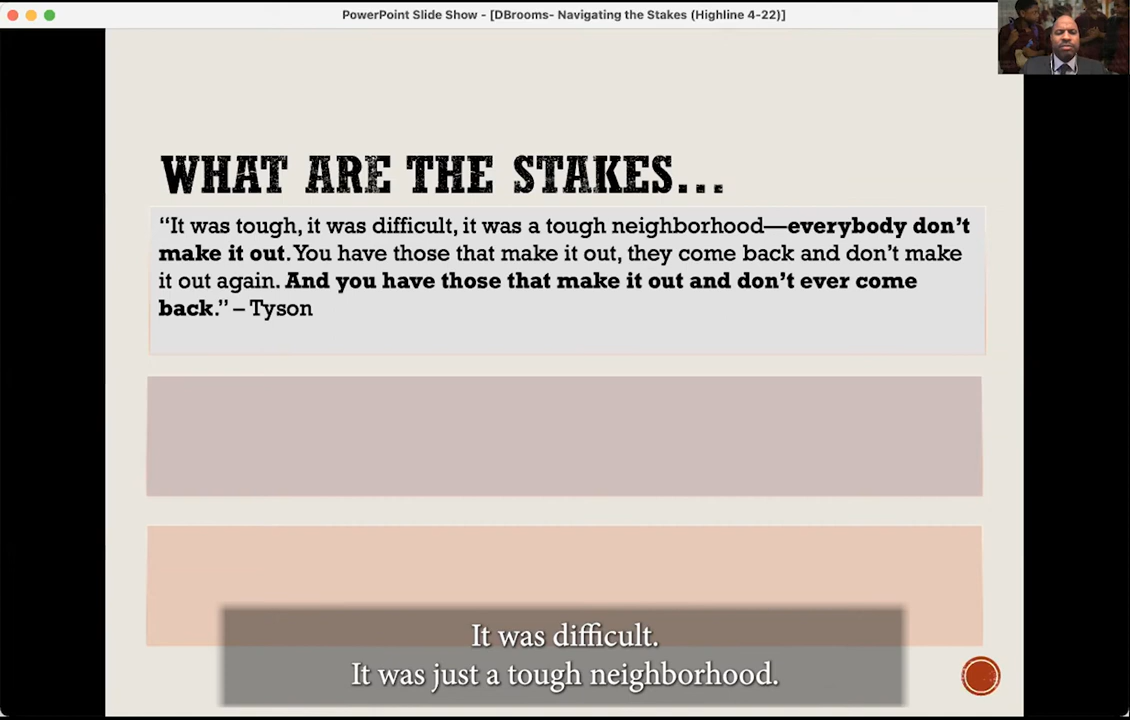 PowerPoint Slide Show - [DBrooms- Navigating the Stakes (Highline 4-22)]
WHAT ARE THE STAKES...
“It was tough, it was difficult, it was a tough neighborhood—everybody don’t
make it out. You have those that make it out, they come back and don’t make
it out again. And you have those that make it out and don’t ever come
back.” – Tyson
It was difficult.
It was just a tough neighborhood.